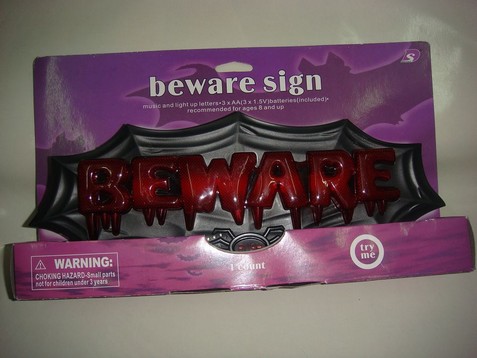 S
beware sign
music and light up letters•3 x AA(3 x 1.5V)batteries(included)•
recommended for ages 8 and up
BEWARE
1 count
try
me
WARNING:
CHOKING HAZARD-Small parts
not for children under 3 years